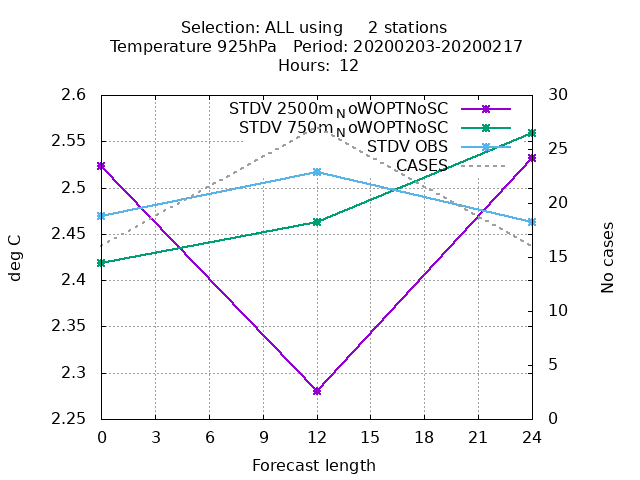 Selection: ALL using     2 stations
Temperature 925hPa   Period: 20200203-20200217
Hours: 12
STDV 2500m_NoWOPTNoSC
STDV 750m_NoWOPTNoSC
STDV OBS
CASES
2.6
2.55
2.5
2.45
2.4
2.35
2.3
2.25
deg C
30
25
20
15
10
5
0
No cases
0 3 6 9 12 15 18 21 24
Forecast length